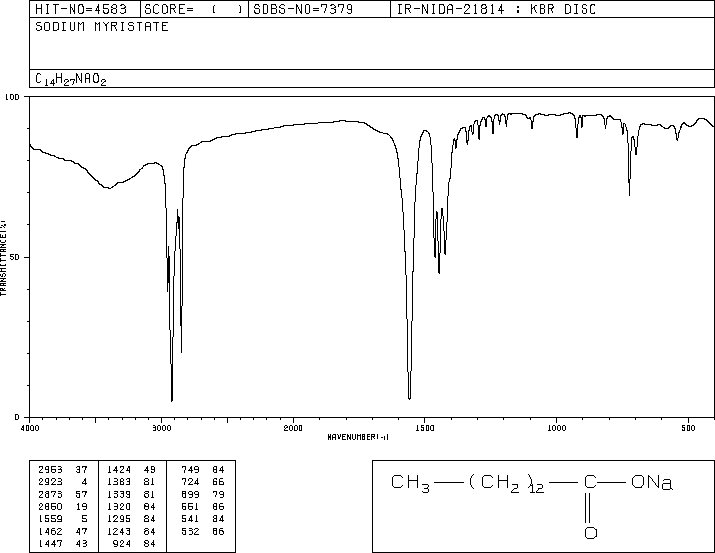 HIT-NO=4583 SCORE= ( ) SDBS-NO=7379 IR-NIDA-21814 : KBR DISC
SODIUM MYRISTATE
C14H27NAO2
100
TRANSMITTANCE(%)
50
0
4000 3000 2000 1500 1000 500
WAVENUMBER(-1)
2953 37 1424 49 749 84
2923 4 1383 81 724 66
2873 57 1339 81 699 79
2850 19 1320 84 551 86
1559 5 1295 84 541 84
1462 47 1243 84 532 86
1447 43 924 84
CH3 (CH2)12 C ONa
O